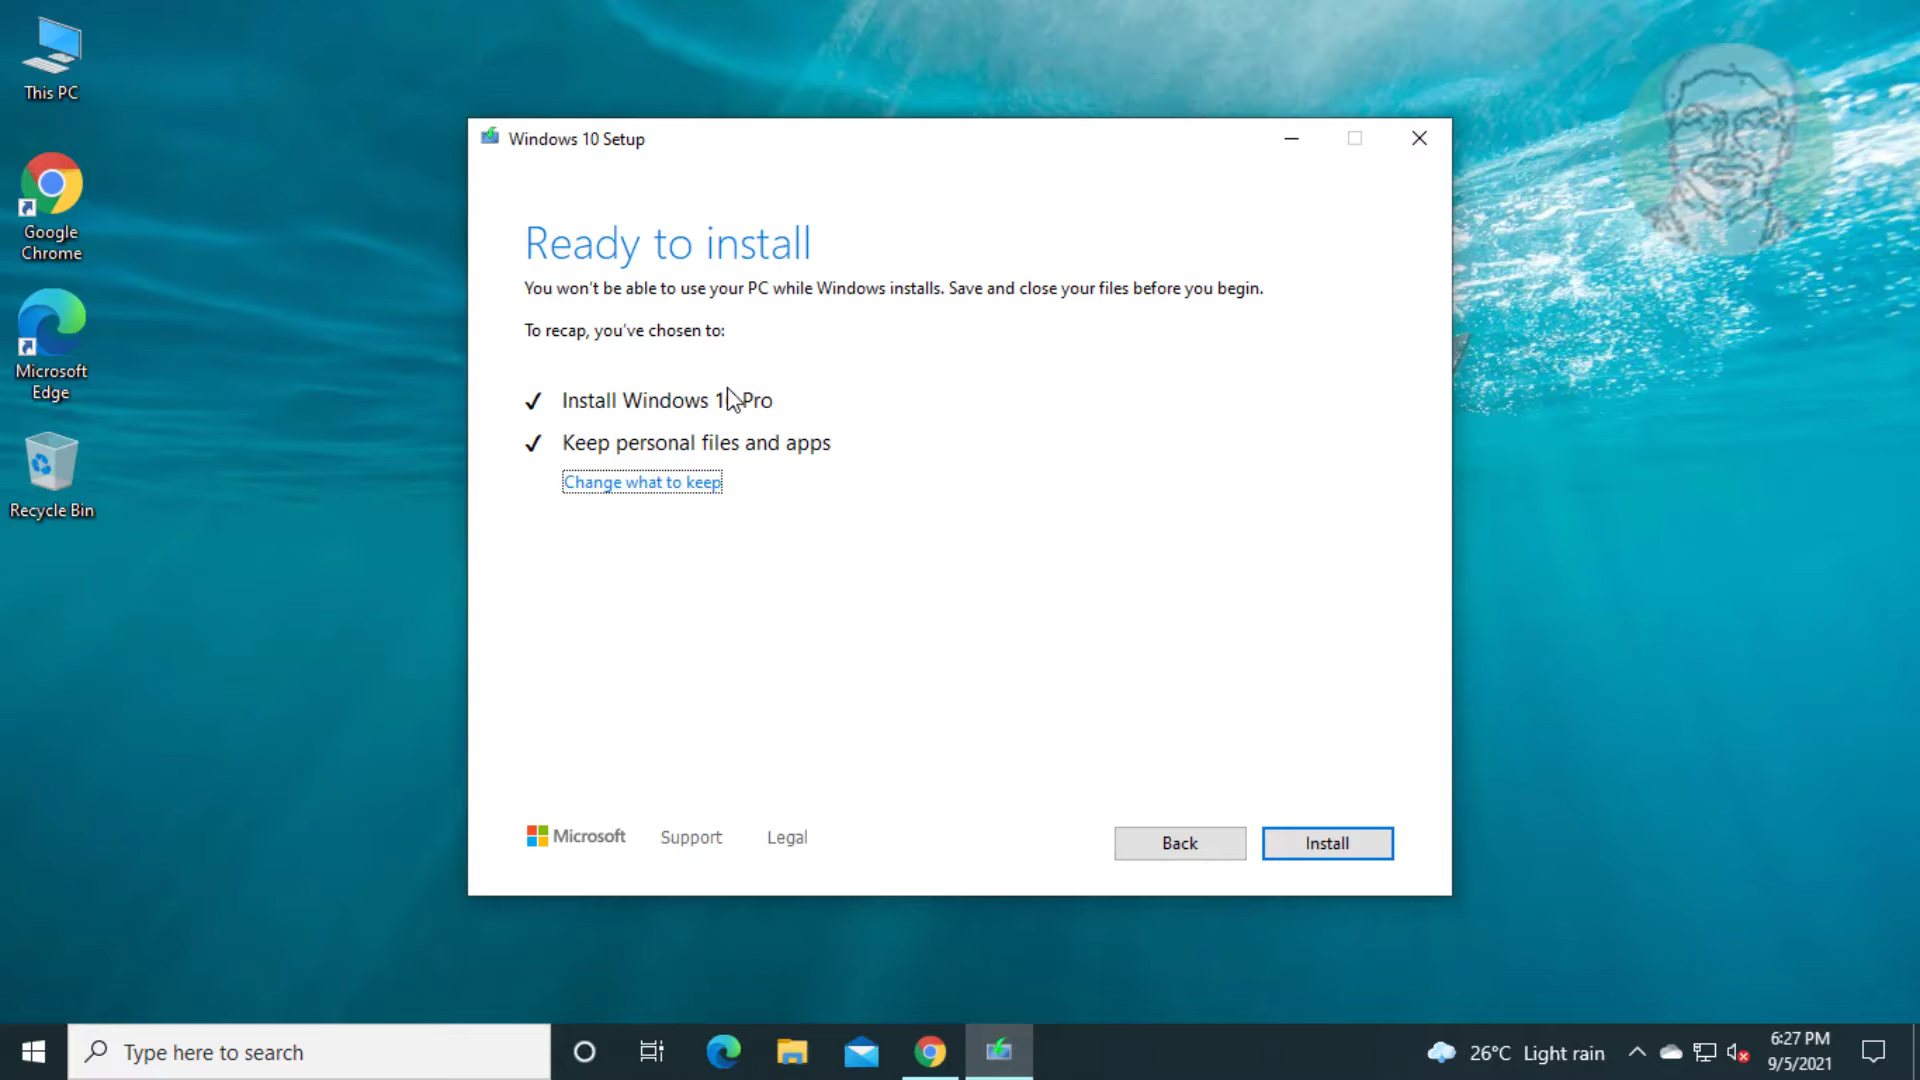 This PC
Google
Chrome
Microsoft
Edge
Recycle Bin
Windows 10 Setup
Ready to install
You won't be able to use your PC while Windows installs. Save and close your files before you begin.
To recap, you've chosen to:
Install Windows 1 Pro
Keep personal files and apps
Change what to keep
Microsoft
Support
Legal
Back
Install
Type here to search
26°C Light rain
6:27 PM
9/5/2021